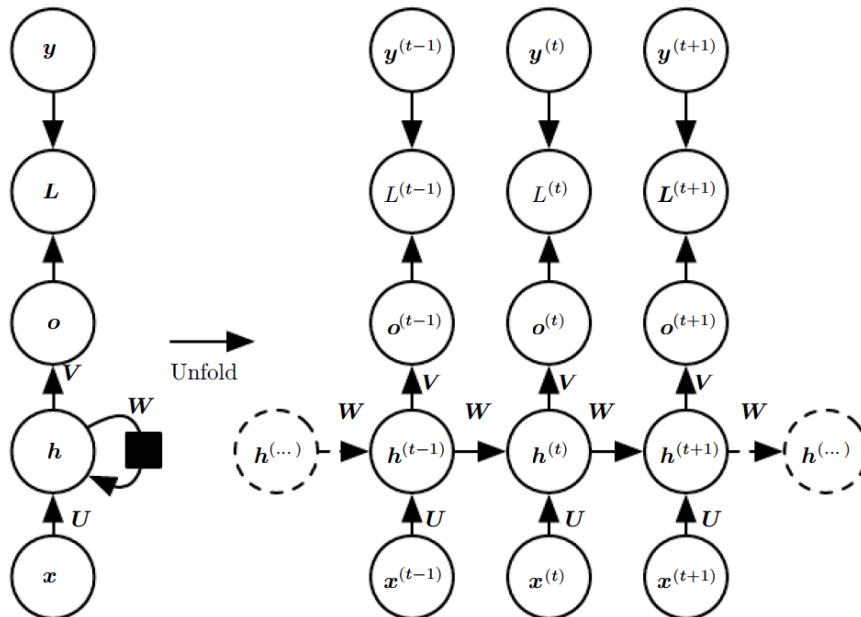 y y^(t−1) y^(t) y^(t+1)
L L^(t−1) L^(t) L^(t+1)
o o^(t−1) o^(t) o^(t+1)
Unfold
V V V V
W W W W W
h h^(...) h^(t−1) h^(t) h^(t+1) h^(...)
U U U U
x x^(t−1) x^(t) x^(t+1)